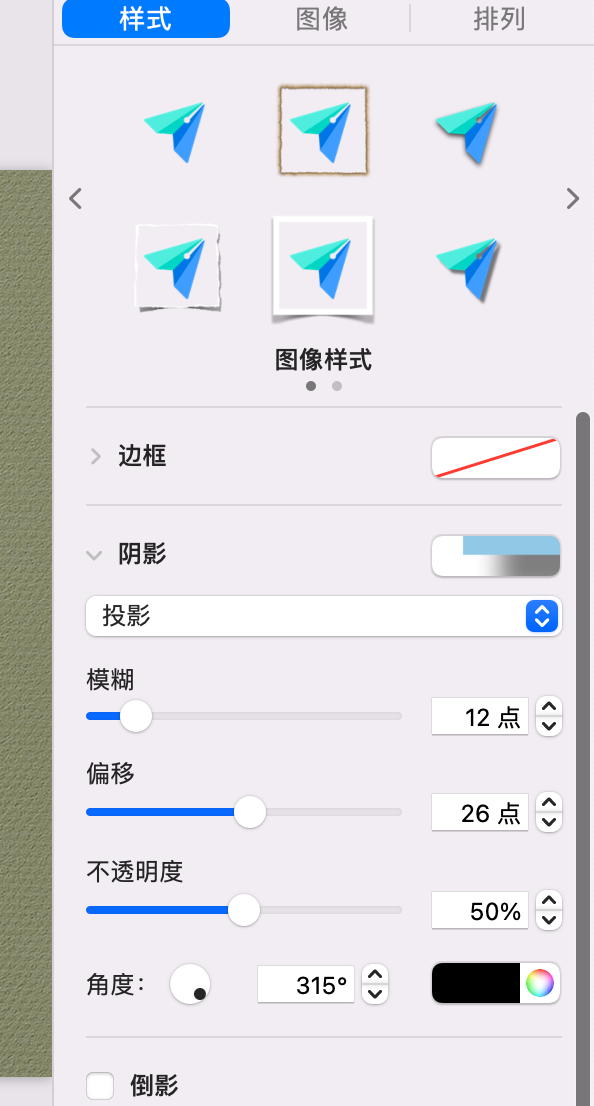 样式 图像 排列
图像样式
边框
阴影
投影
模糊
12 点
偏移
26 点
不透明度
50%
角度： 315°
倒影